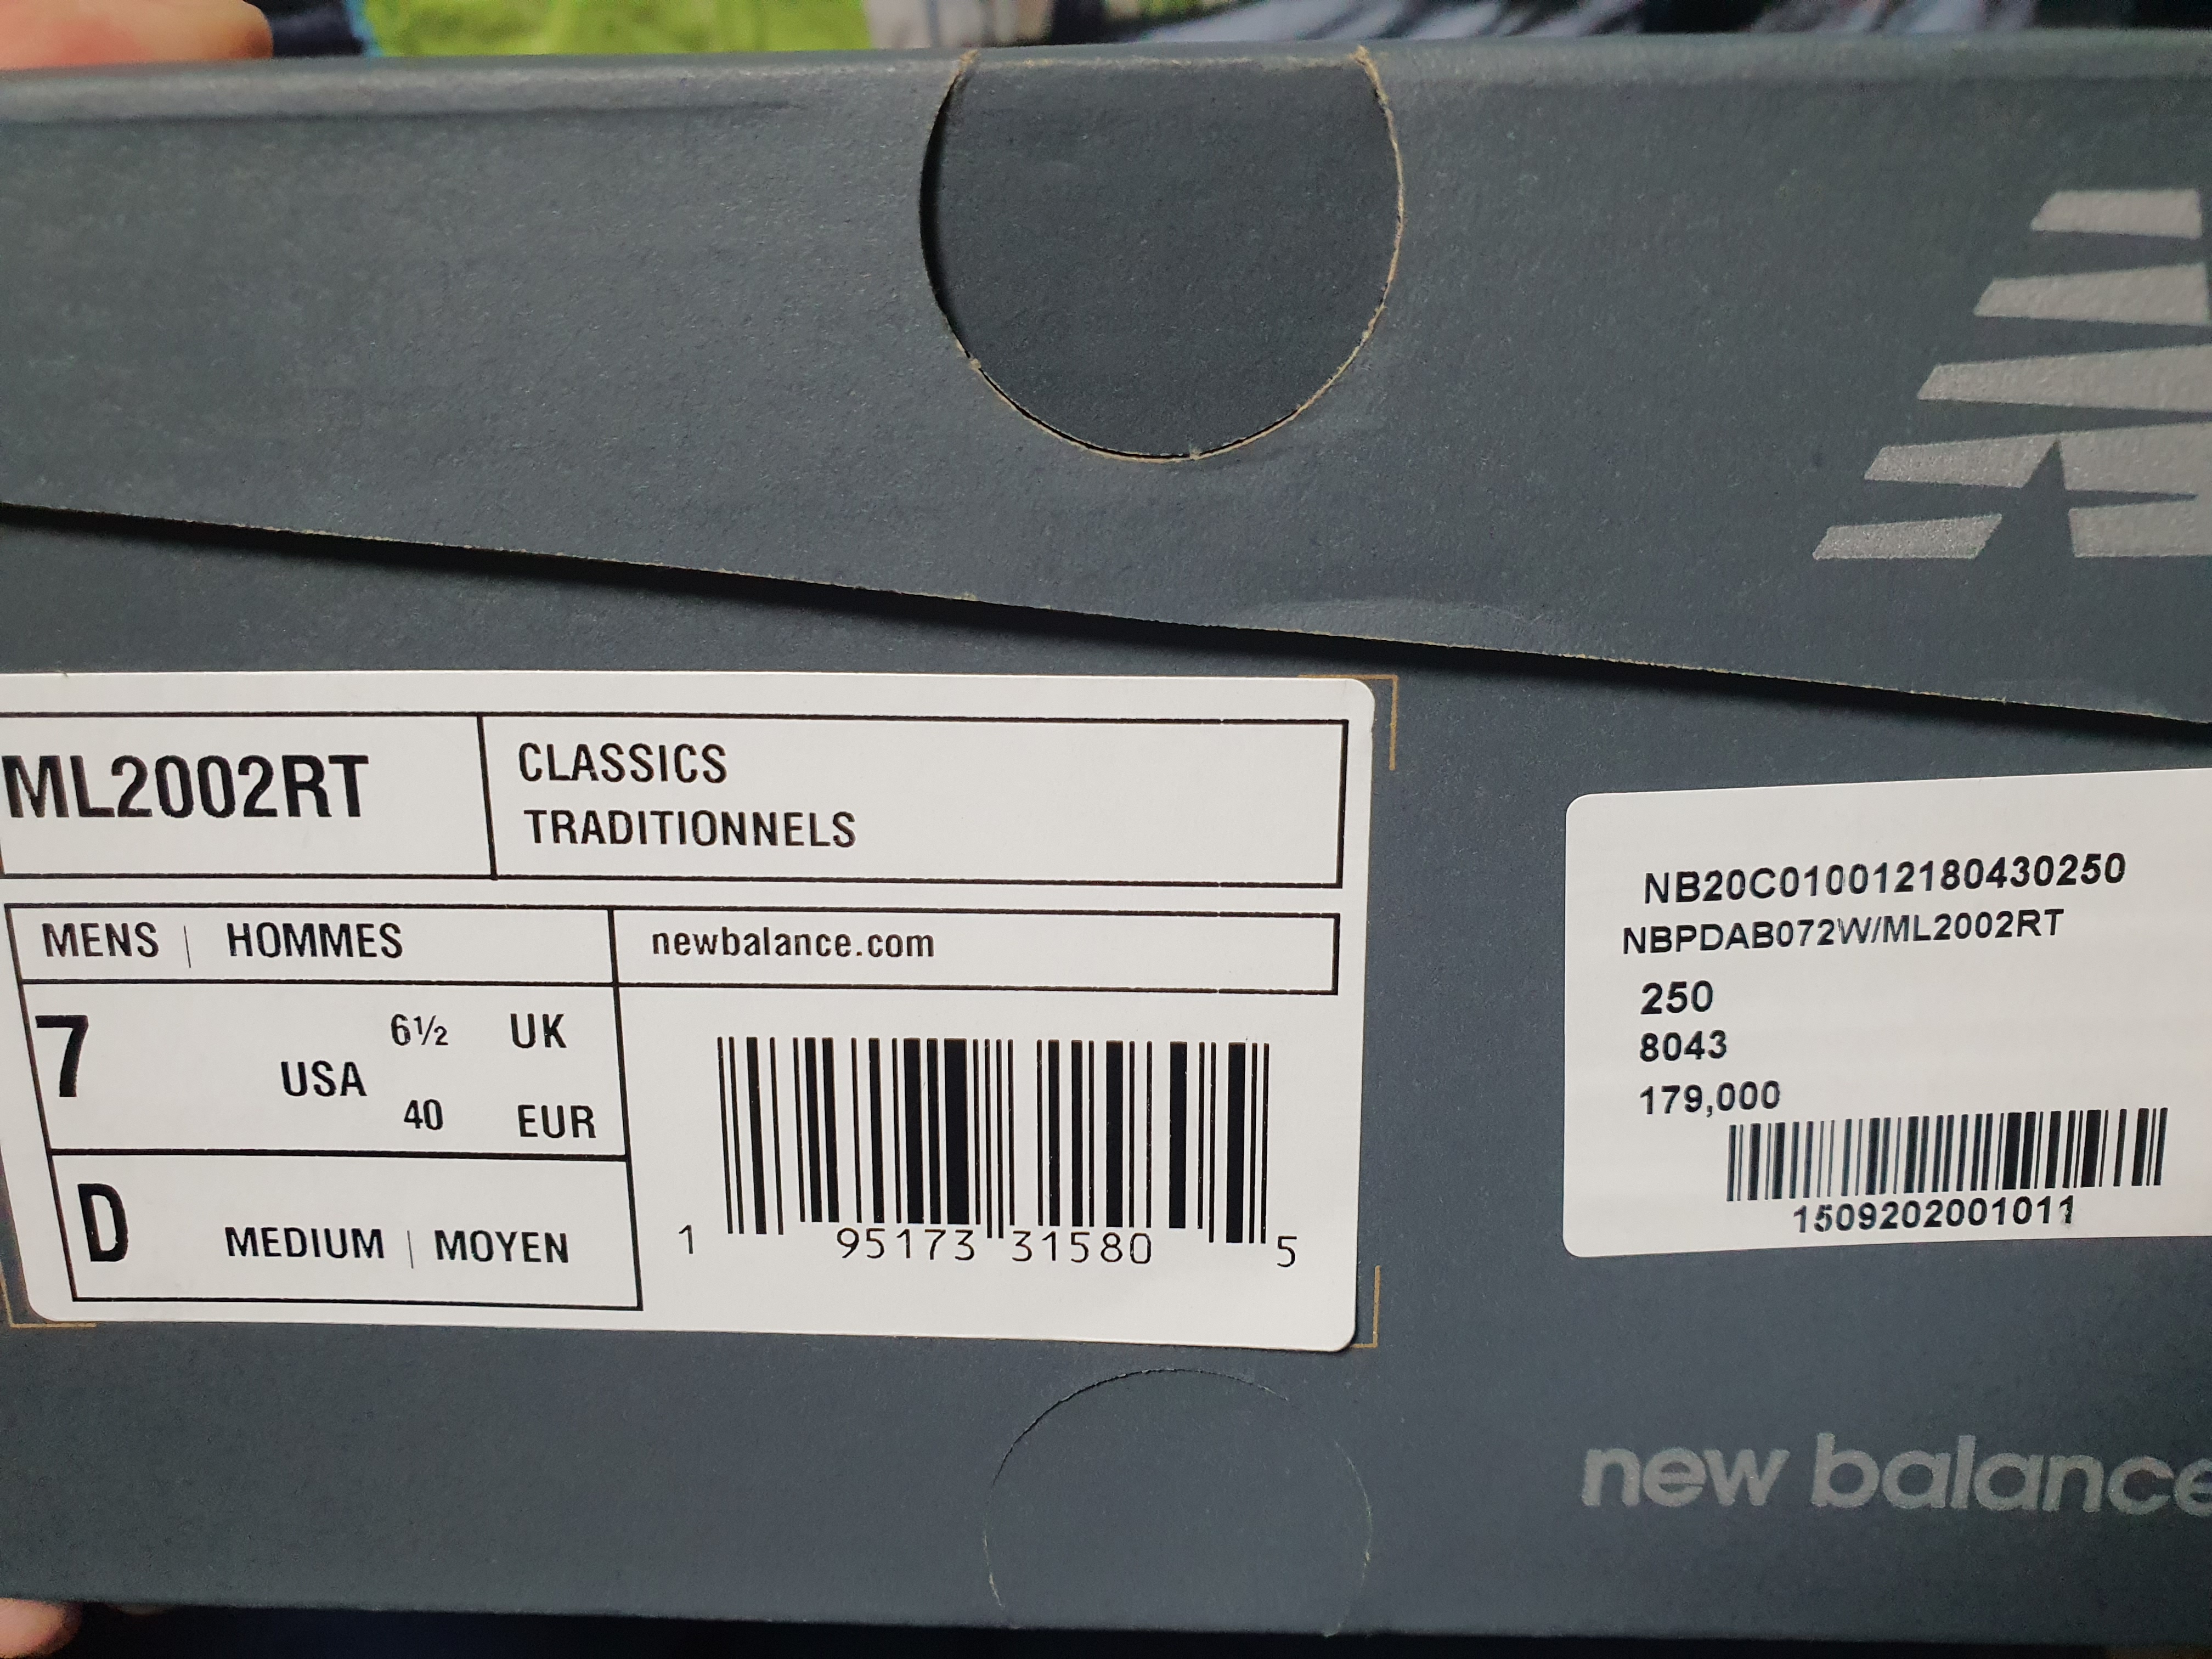 ML2002RT
CLASSICS
TRADITIONNELS
MENS | HOMMES
newbalance.com
7
USA
6½ UK
40 EUR
D
MEDIUM | MOYEN
1 95173 31580 5
NB20C010012180430250
NBPDAB072W/ML2002RT
250
8043
179,000
1509202001011
new balance